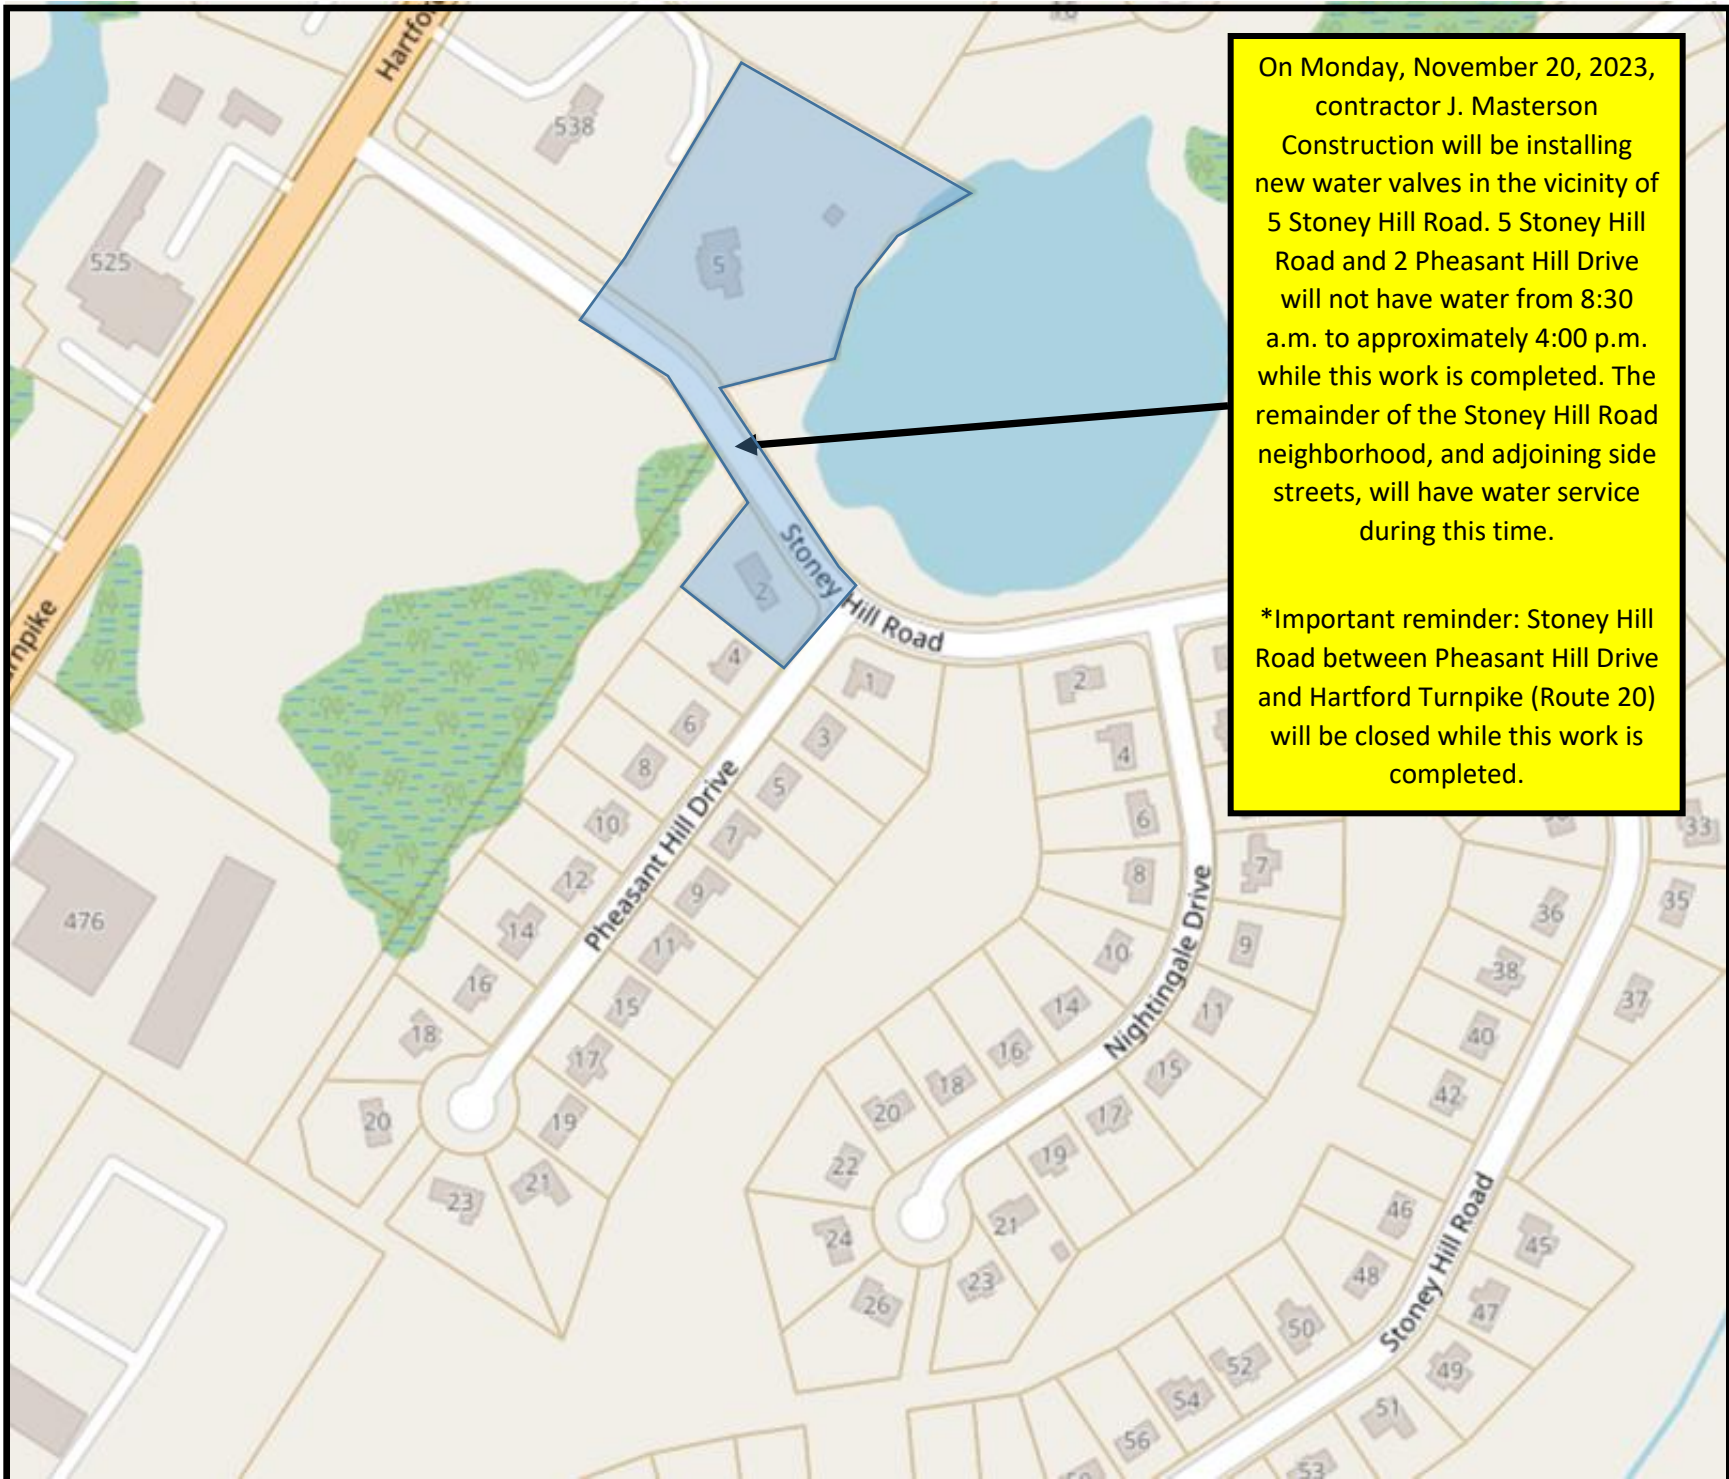 On Monday, November 20, 2023,
contractor J. Masterson
Construction will be installing
new water valves in the vicinity of
5 Stoney Hill Road. 5 Stoney Hill
Road and 2 Pheasant Hill Drive
will not have water from 8:30
a.m. to approximately 4:00 p.m.
while this work is completed. The
remainder of the Stoney Hill Road
neighborhood, and adjoining side
streets, will have water service
during this time.
*Important reminder: Stoney Hill
Road between Pheasant Hill Drive
and Hartford Turnpike (Route 20)
will be closed while this work is
completed.
538
525
5
2
Stoney Hill Road
4
6
8
10
12
14
16
18
20
23
21
19
17
15
11
9
7
5
3
1
Pheasant Hill Drive
476
2
4
6
8
10
14
16
18
20
22
24
26
23
21
19
17
15
11
9
7
Nightingale Drive
33
35
37
36
38
40
42
46
48
50
52
54
56
45
47
49
51
53
Stoney Hill Road